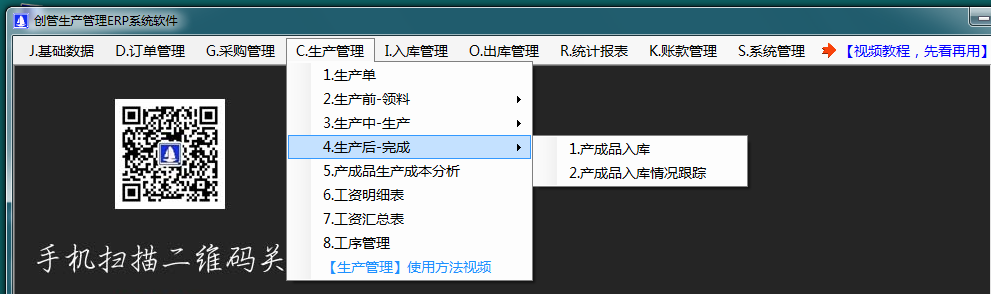 创管生产管理ERP系统软件
J.基础数据 D.订单管理 G.采购管理 C.生产管理 I.入库管理 O.出库管理 R.统计报表 K.账款管理 S.系统管理 【视频教程，先看再用】
1.生产单
2.生产前-领料
3.生产中-生产
4.生产后-完成
1.产成品入库
2.产成品入库情况跟踪
5.产成品生产成本分析
6.工资明细表
7.工资汇总表
8.工序管理
【生产管理】使用方法视频
手机扫描二维码关